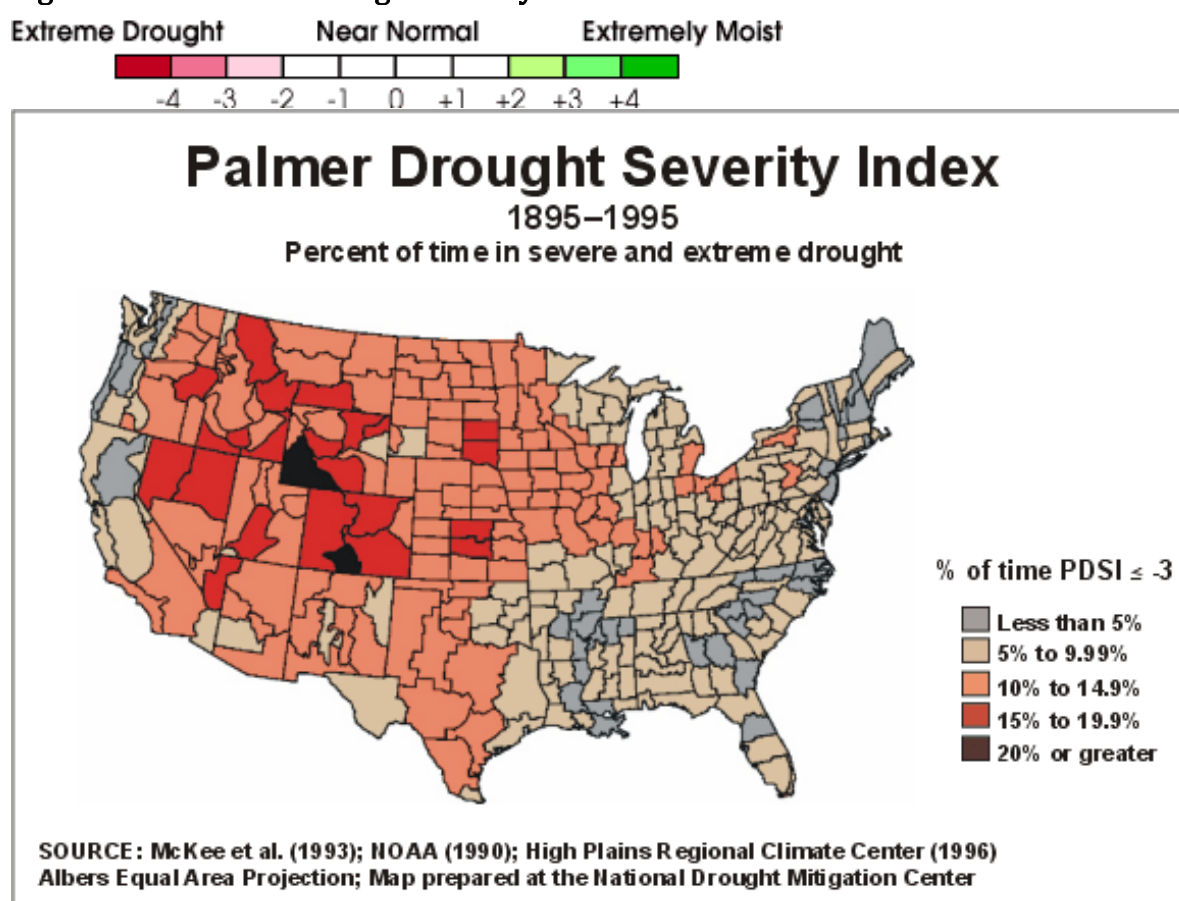 Extreme Drought Near Normal Extremely Moist
-4 -3 -2 -1 0 +1 +2 +3 +4
Palmer Drought Severity Index
1895–1995
Percent of time in severe and extreme drought
% of time PDSI ≤ -3
Less than 5%
5% to 9.99%
10% to 14.9%
15% to 19.9%
20% or greater
SOURCE: McKee et al. (1993); NOAA (1990); High Plains Regional Climate Center (1996)
Albers Equal Area Projection; Map prepared at the National Drought Mitigation Center